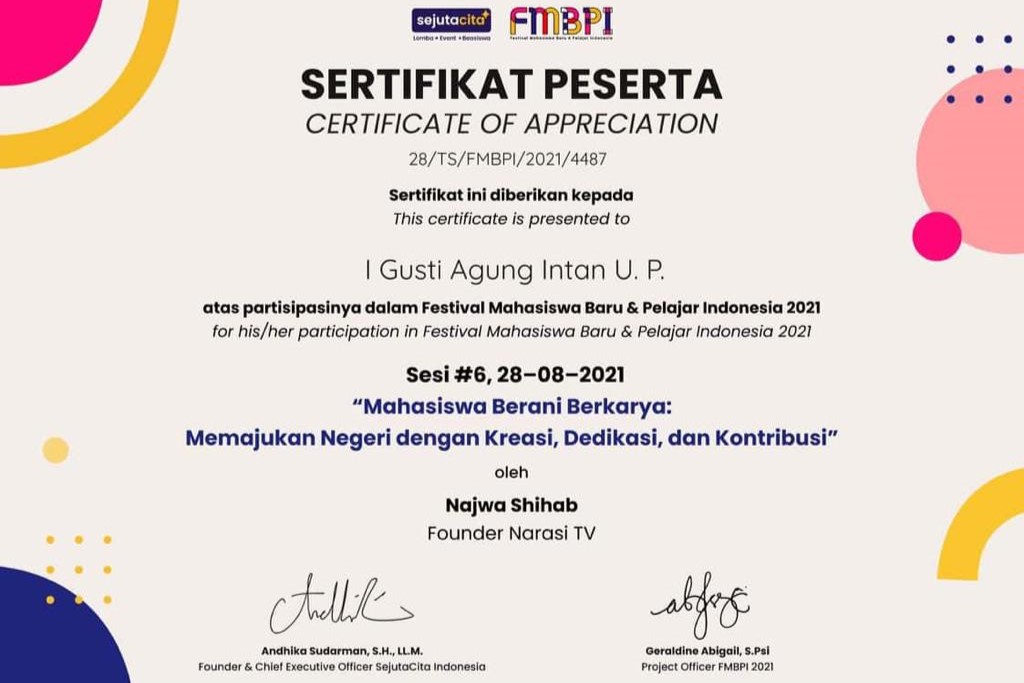 sejutacita
Lomba • Event • Beasiswa
FMBPI
Festival Mahasiswa Baru & Pelajar Indonesia
SERTIFIKAT PESERTA
CERTIFICATE OF APPRECIATION
28/TS/FMBPI/2021/4487
Sertifikat ini diberikan kepada
This certificate is presented to
I Gusti Agung Intan U. P.
atas partisipasinya dalam Festival Mahasiswa Baru & Pelajar Indonesia 2021
for his/her participation in Festival Mahasiswa Baru & Pelajar Indonesia 2021
Sesi #6, 28–08–2021
“Mahasiswa Berani Berkarya:
Memajukan Negeri dengan Kreasi, Dedikasi, dan Kontribusi”
oleh
Najwa Shihab
Founder Narasi TV
Andhika Sudarman, S.H., LL.M.
Founder & Chief Executive Officer SejutaCita Indonesia
Geraldine Abigail, S.Psi
Project Officer FMBPI 2021